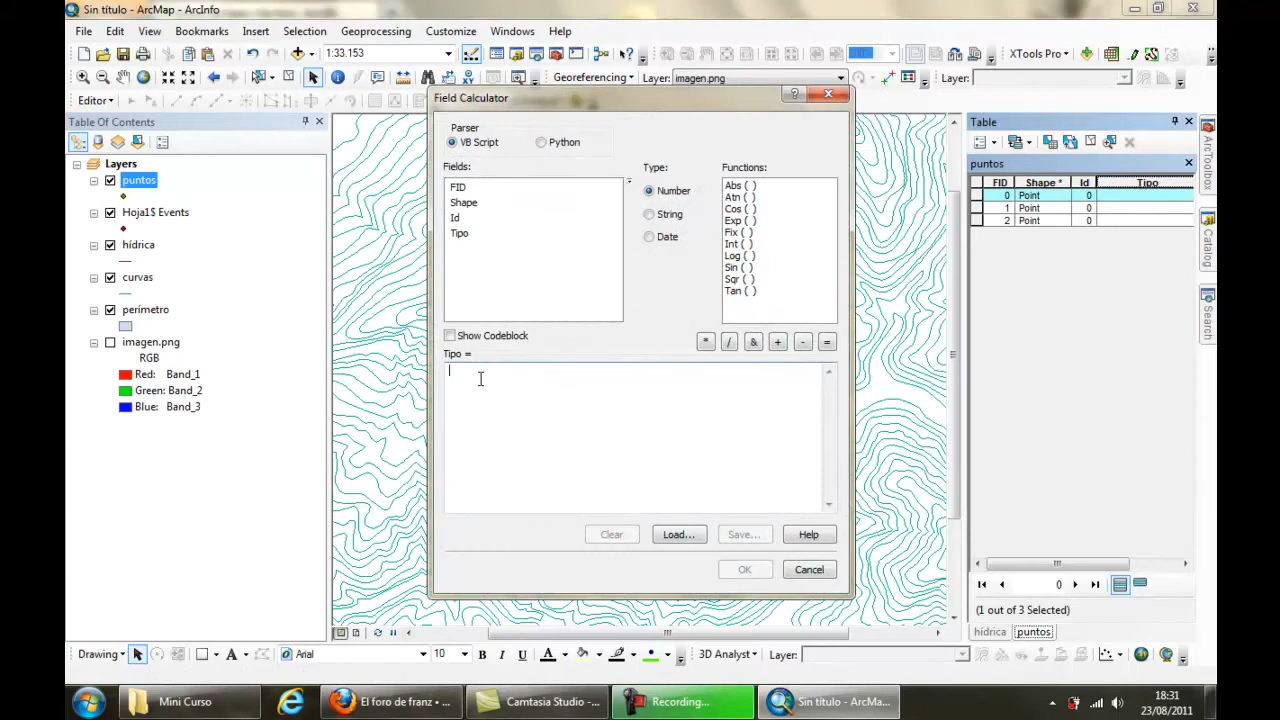 Sin título - ArcMap - ArcInfo
File Edit View Bookmarks Insert Selection Geoprocessing Customize Windows Help
1:33.153
XTools Pro
Georeferencing Layer: imagen.png
Layer:
Editor
Table Of Contents
Layers
puntos
Hoja1$ Events
hídrica
curvas
perímetro
imagen.png
RGB
Red: Band_1
Green: Band_2
Blue: Band_3
Field Calculator
Parser
VB Script Python
Fields:
FID
Shape
Id
Tipo
Type:
Number
String
Date
Functions:
Abs ( )
Atn ( )
Cos ( )
Exp ( )
Fix ( )
Int ( )
Log ( )
Sin ( )
Sqr ( )
Tan ( )
Show Codeblock
* / & + - =
Tipo =
Clear Load... Save... Help
OK Cancel
Table
puntos
FID Shape * Id Tipo
0 Point 0
1 Point 0
2 Point 0
0
(1 out of 3 Selected)
hídrica puntos
ArcToolbox
Catalog
Search
Drawing A Arial 10 B I U A 3D Analyst Layer:
Mini Curso El foro de franz • ... Camtasia Studio -... Recording... Sin título - ArcMa...
18:31
23/08/2011